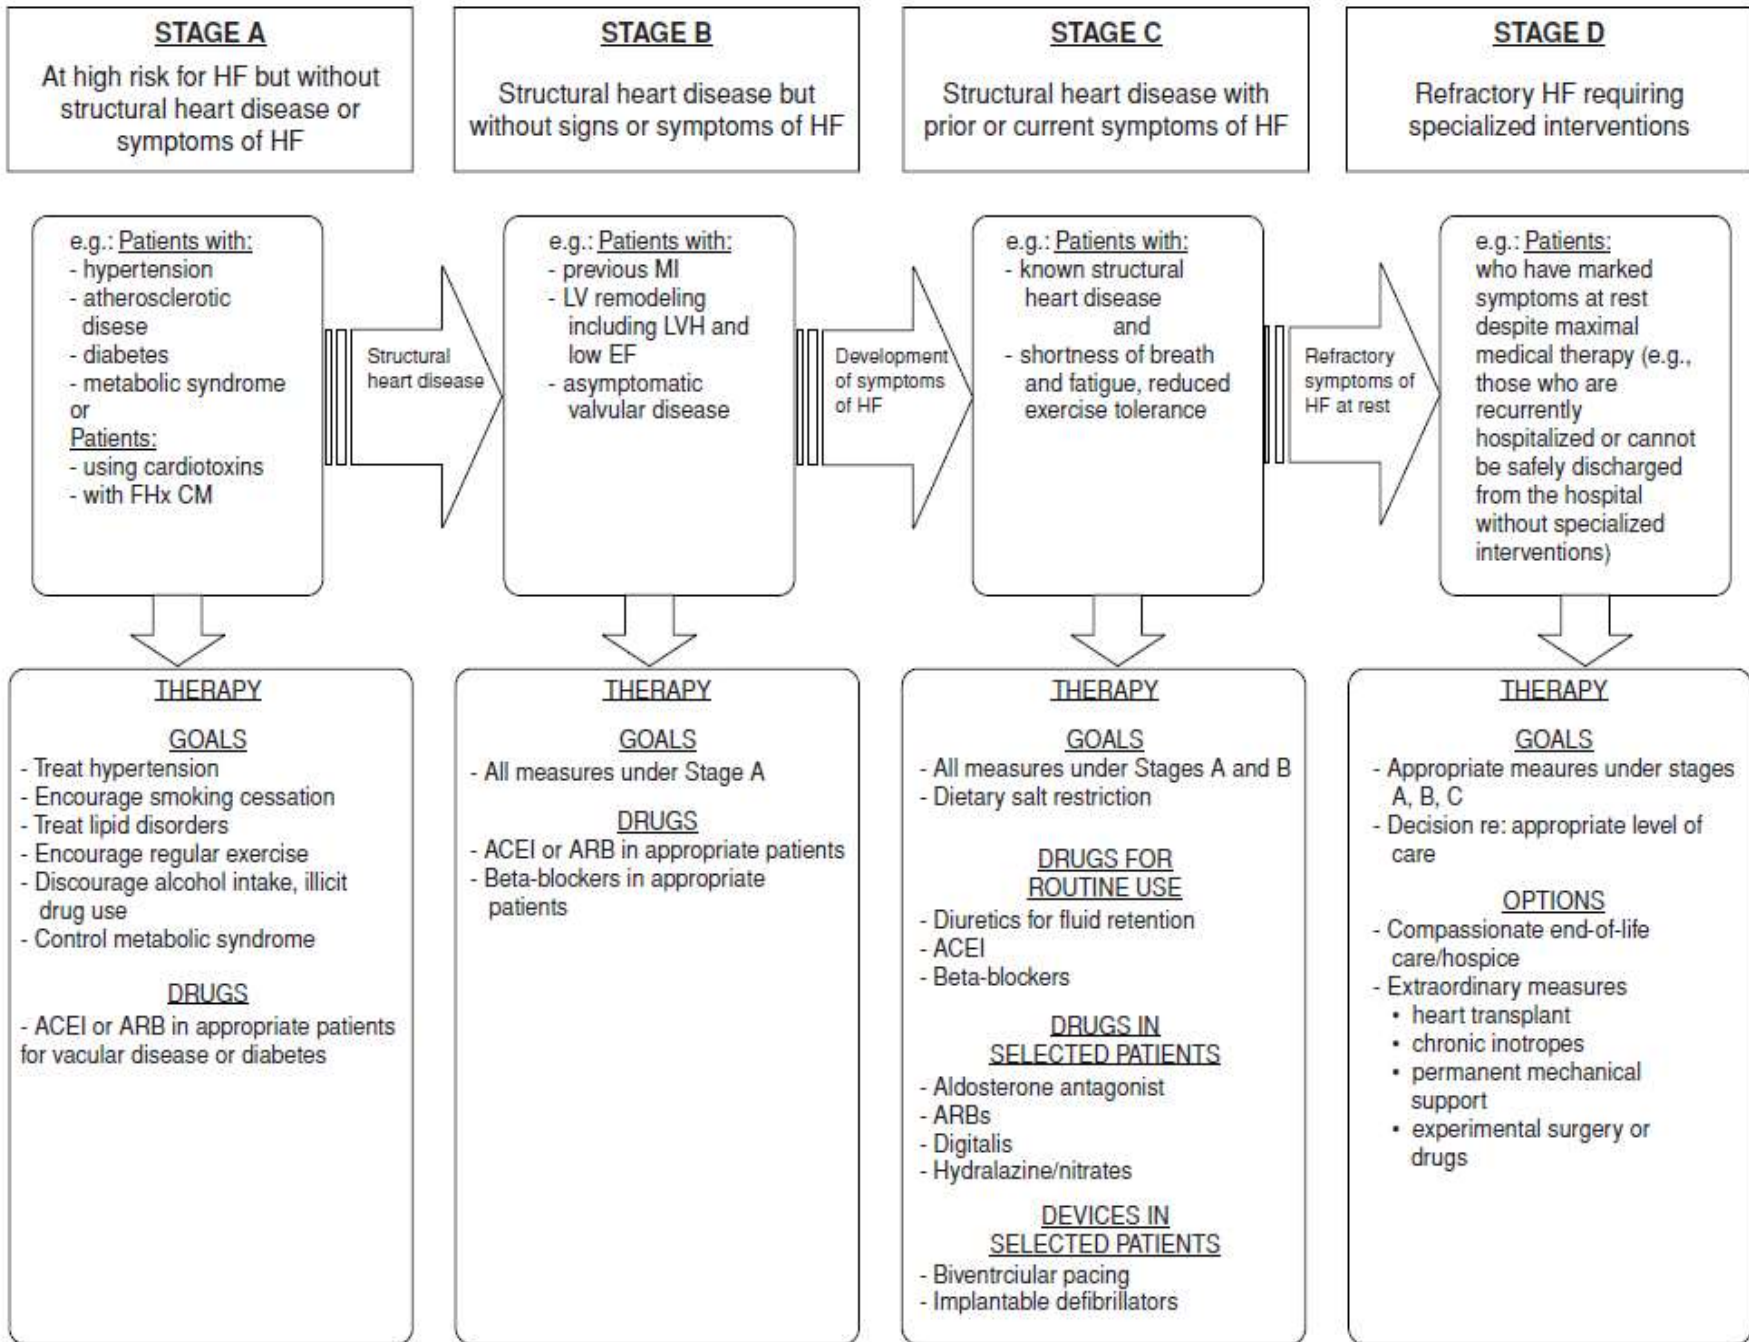 STAGE A
At high risk for HF but without
structural heart disease or
symptoms of HF
STAGE B
Structural heart disease but
without signs or symptoms of HF
STAGE C
Structural heart disease with
prior or current symptoms of HF
STAGE D
Refractory HF requiring
specialized interventions
e.g.: Patients with:
- hypertension
- atherosclerotic
disese
- diabetes
- metabolic syndrome
or
Patients:
- using cardiotoxins
- with FHx CM
Structural
heart disease
e.g.: Patients with:
- previous MI
- LV remodeling
including LVH and
low EF
- asymptomatic
valvular disease
Development
of symptoms
of HF
e.g.: Patients with:
- known structural
heart disease
and
- shortness of breath
and fatigue, reduced
exercise tolerance
Refractory
symptoms of
HF at rest
e.g.: Patients:
who have marked
symptoms at rest
despite maximal
medical therapy (e.g.,
those who are
recurrently
hospitalized or cannot
be safely discharged
from the hospital
without specialized
interventions)
THERAPY
GOALS
- Treat hypertension
- Encourage smoking cessation
- Treat lipid disorders
- Encourage regular exercise
- Discourage alcohol intake, illicit
drug use
- Control metabolic syndrome
DRUGS
- ACEI or ARB in appropriate patients
for vacular disease or diabetes
THERAPY
GOALS
- All measures under Stage A
DRUGS
- ACEI or ARB in appropriate patients
- Beta-blockers in appropriate
patients
THERAPY
GOALS
- All measures under Stages A and B
- Dietary salt restriction
DRUGS FOR
ROUTINE USE
- Diuretics for fluid retention
- ACEI
- Beta-blockers
DRUGS IN
SELECTED PATIENTS
- Aldosterone antagonist
- ARBs
- Digitalis
- Hydralazine/nitrates
DEVICES IN
SELECTED PATIENTS
- Biventrciular pacing
- Implantable defibrillators
THERAPY
GOALS
- Appropriate meaures under stages
A, B, C
- Decision re: appropriate level of
care
OPTIONS
- Compassionate end-of-life
care/hospice
- Extraordinary measures
• heart transplant
• chronic inotropes
• permanent mechanical
support
• experimental surgery or
drugs